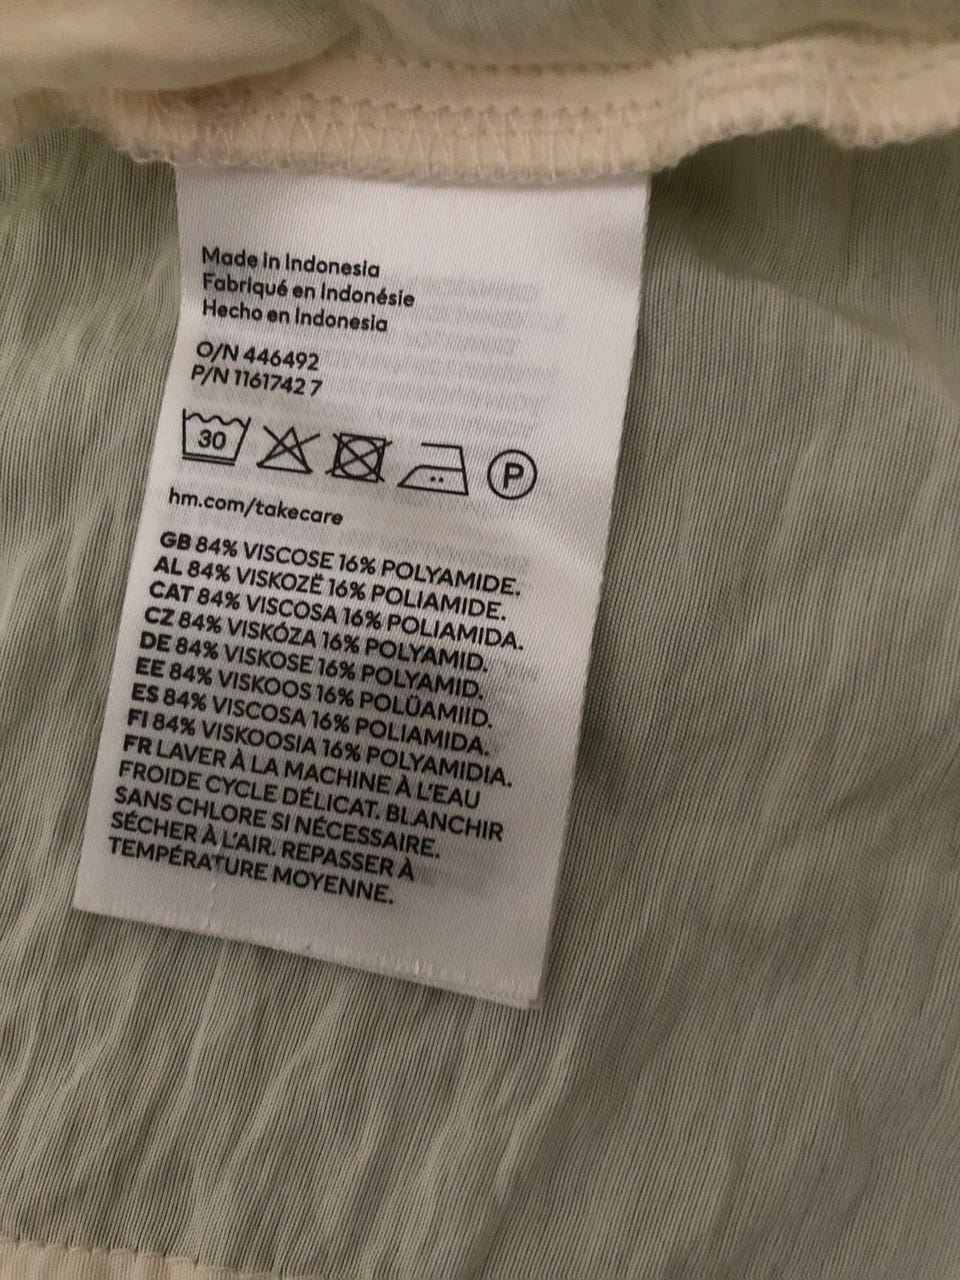 Made in Indonesia
Fabriqué en Indonésie
Hecho en Indonesia
O/N 446492
P/N 1161742 7
30 P
hm.com/takecare
GB 84% VISCOSE 16% POLYAMIDE.
AL 84% VISKOZË 16% POLIAMIDE.
CAT 84% VISCOSA 16% POLIAMIDA.
CZ 84% VISKÓZA 16% POLYAMID.
DE 84% VISKOSE 16% POLYAMID.
EE 84% VISKOOS 16% POLÜAMIID.
ES 84% VISCOSA 16% POLIAMIDA.
FI 84% VISKOOSIA 16% POLYAMIDIA.
FR LAVER À LA MACHINE À L'EAU
FROIDE CYCLE DÉLICAT. BLANCHIR
SANS CHLORE SI NÉCESSAIRE.
SÉCHER À L'AIR. REPASSER À
TEMPÉRATURE MOYENNE.